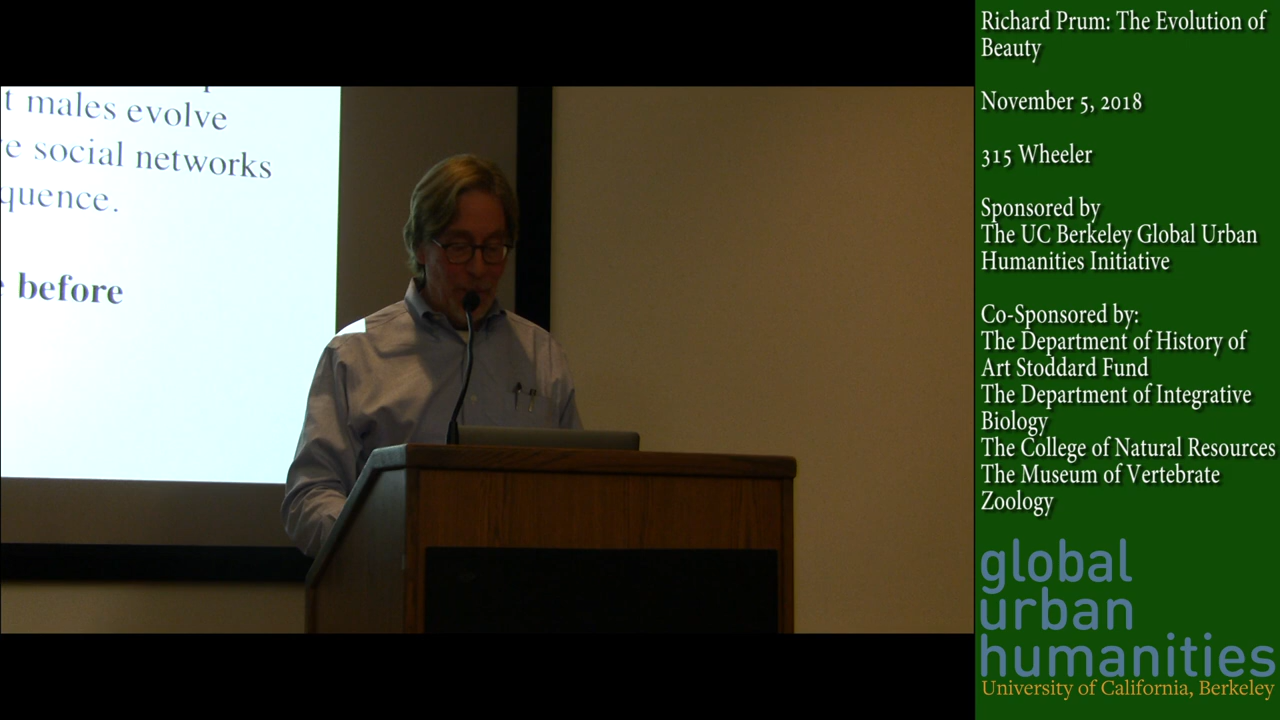 t males evolve
e social networks
quence.
before
Richard Prum: The Evolution of
Beauty
November 5, 2018
315 Wheeler
Sponsored by
The UC Berkeley Global Urban
Humanities Initiative
Co-Sponsored by:
The Department of History of
Art Stoddard Fund
The Department of Integrative
Biology
The College of Natural Resources
The Museum of Vertebrate
Zoology
global
urban
humanities
University of California, Berkeley